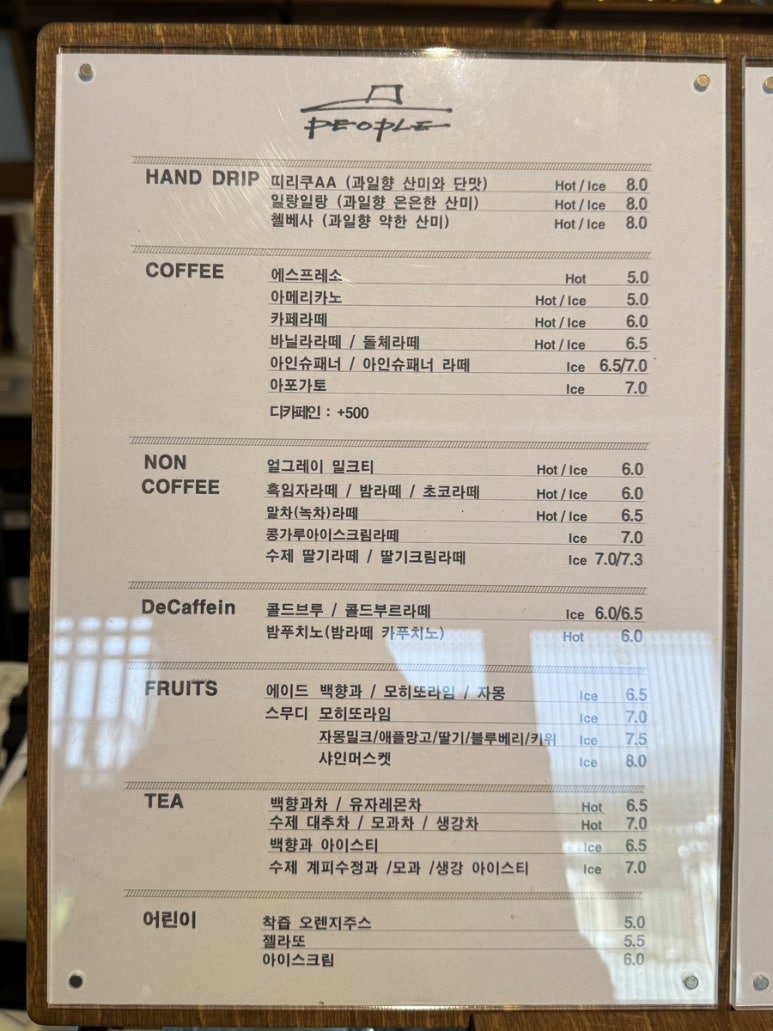 PEOPLE
HAND DRIP 띠리쿠AA (과일향 산미와 단맛) Hot / Ice 8.0
일랑일랑 (과일향 은은한 산미) Hot / Ice 8.0
첼베사 (과일향 약한 산미) Hot / Ice 8.0
COFFEE 에스프레소 Hot 5.0
아메리카노 Hot / Ice 5.0
카페라떼 Hot / Ice 6.0
바닐라라떼 / 돌체라떼 Hot / Ice 6.5
아인슈패너 / 아인슈패너 라떼 Ice 6.5/7.0
아포가토 Ice 7.0
디카페인 : +500
NON COFFEE 얼그레이 밀크티 Hot / Ice 6.0
흑임자라떼 / 밤라떼 / 초코라떼 Hot / Ice 6.0
말차(녹차)라떼 Hot / Ice 6.5
콩가루아이스크림라떼 Ice 7.0
수제 딸기라떼 / 딸기크림라떼 Ice 7.0/7.3
DeCaffein 콜드브루 / 콜드부르라떼 Ice 6.0/6.5
밤푸치노(밤라떼 카푸치노) Hot 6.0
FRUITS 에이드 백향과 / 모히또라임 / 자몽 Ice 6.5
스무디 모히또라임 Ice 7.0
자몽밀크/애플망고/딸기/블루베리/키위 Ice 7.5
샤인머스켓 Ice 8.0
TEA 백향과차 / 유자레몬차 Hot 6.5
수제 대추차 / 모과차 / 생강차 Hot 7.0
백향과 아이스티 Ice 6.5
수제 계피수정과 /모과 /생강 아이스티 Ice 7.0
어린이 착즙 오렌지주스 5.0
젤라또 5.5
아이스크림 6.0